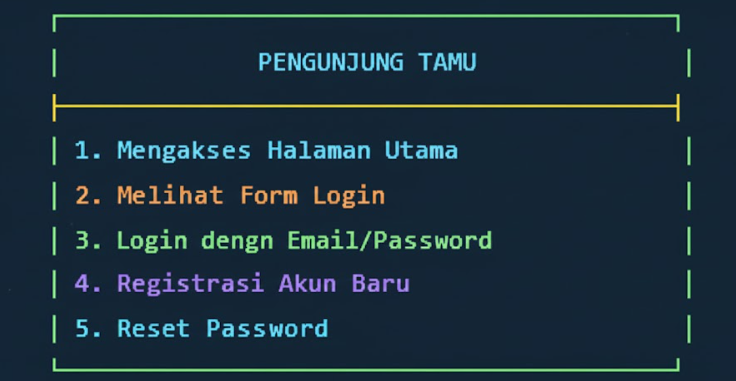 PENGUNJUNG TAMU
1. Mengakses Halaman Utama
2. Melihat Form Login
3. Login dengn Email/Password
4. Registrasi Akun Baru
5. Reset Password